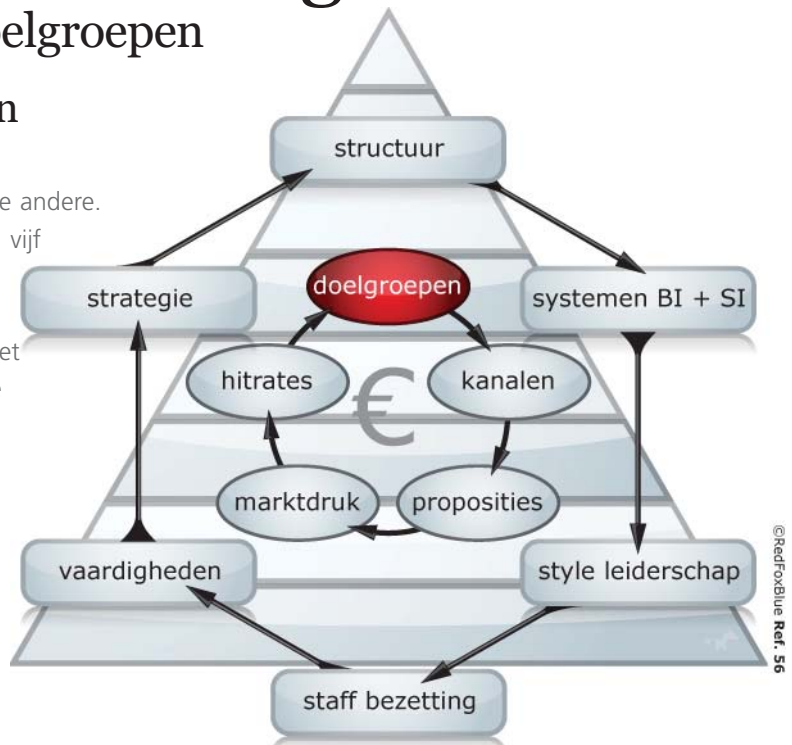 elgroepen
n
e andere.
vijf
et
structuur
strategie
doelgroepen
systemen BI + SI
hitrates
€
kanalen
marktdruk
proposities
vaardigheden
style leiderschap
staff bezetting
©RedFoxBlue Ref. 56